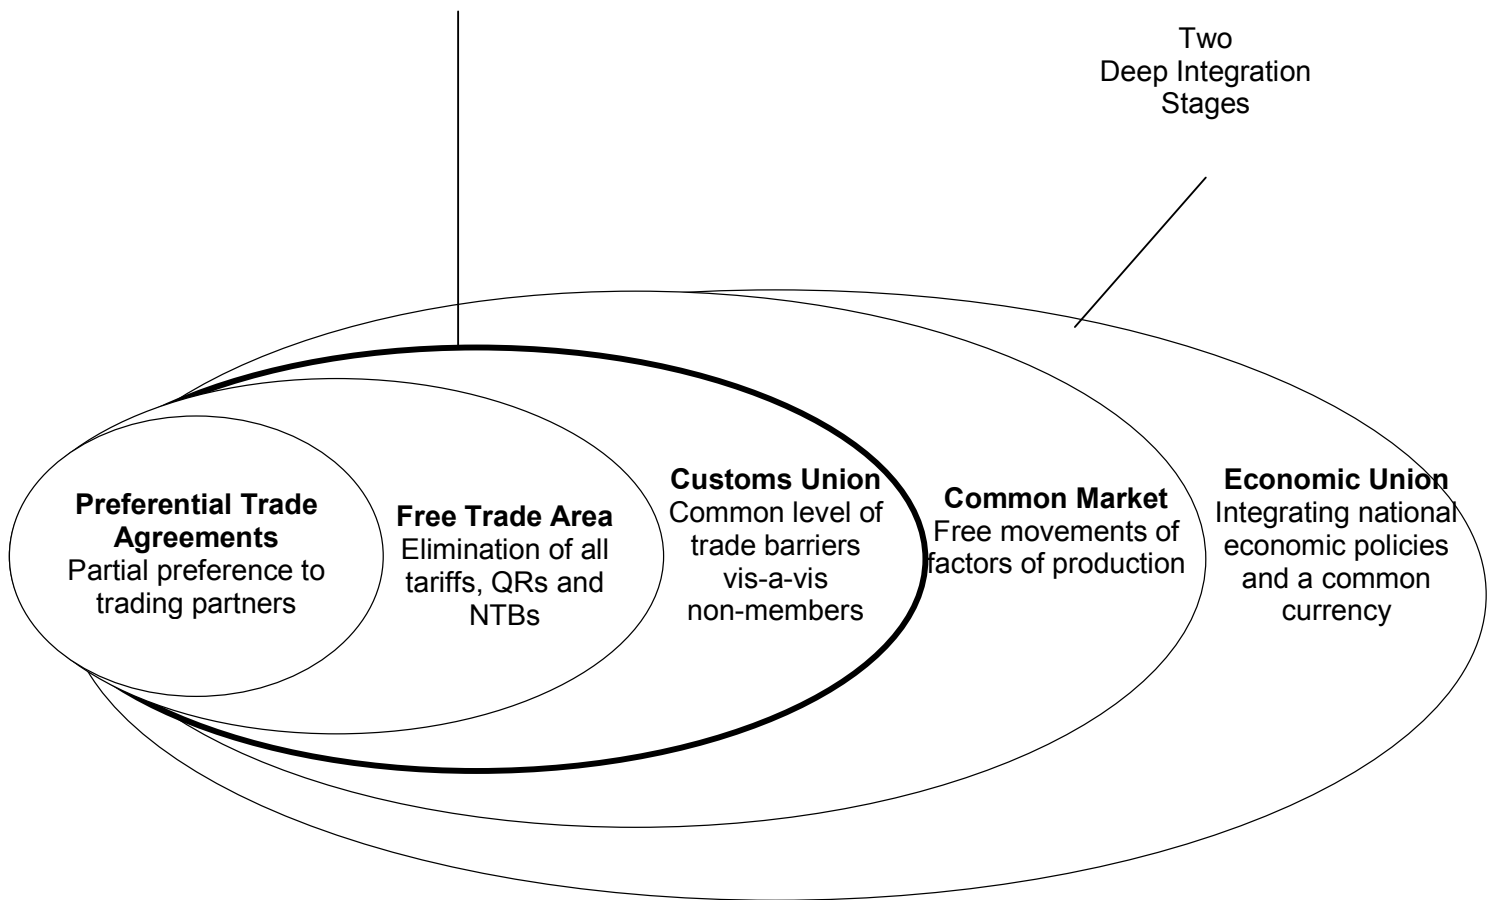 Two
Deep Integration
Stages
Preferential Trade
Agreements
Partial preference to
trading partners
Free Trade Area
Elimination of all
tariffs, QRs and
NTBs
Customs Union
Common level of
trade barriers
vis-a-vis
non-members
Common Market
Free movements of
factors of production
Economic Union
Integrating national
economic policies
and a common
currency